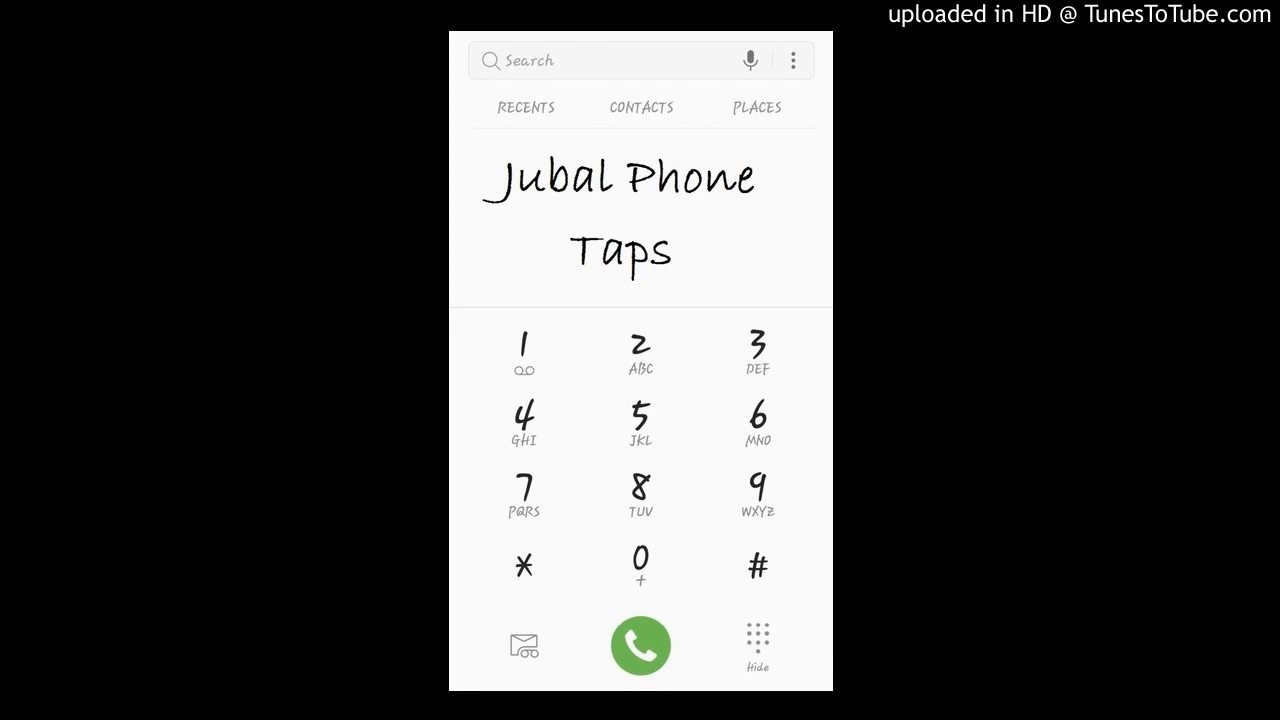 uploaded in HD @ TunesToTube.com
Search
RECENTS CONTACTS PLACES
Jubal Phone
Taps
1 2 3
ABC DEF
4 5 6
GHI JKL MNO
7 8 9
PQRS TUV WXYZ
* 0 #
+
Hide